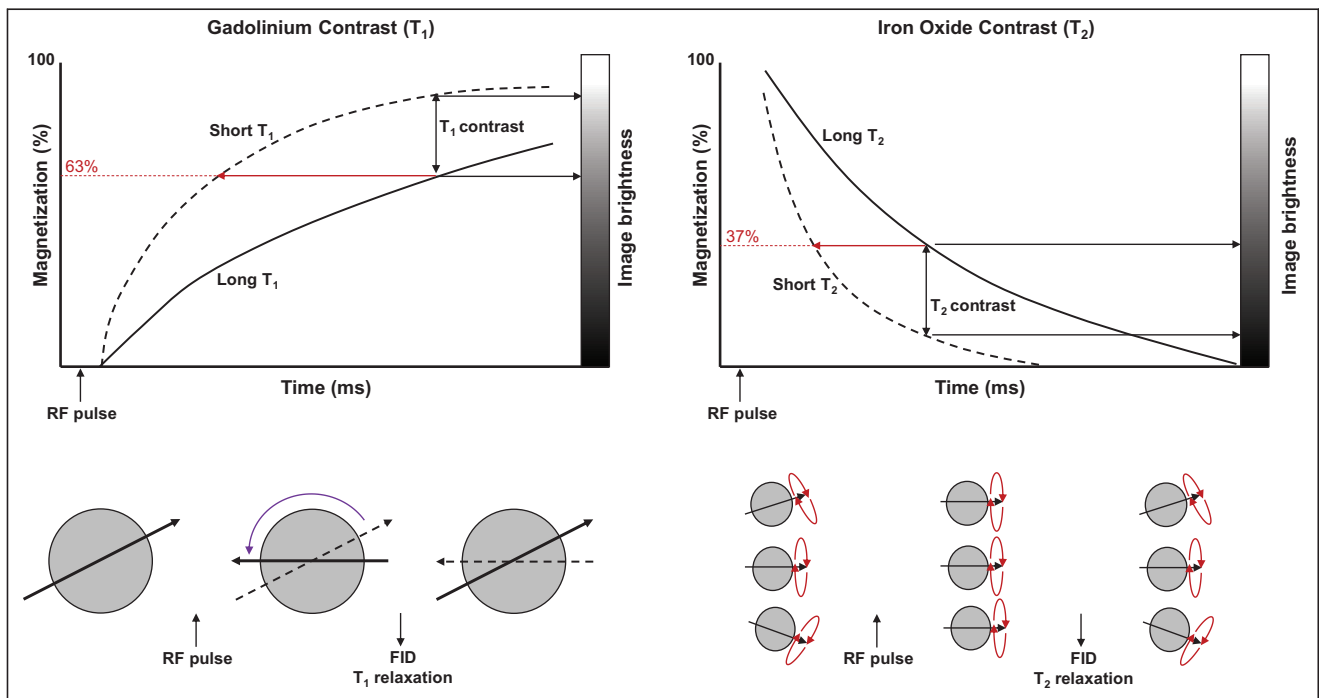 Gadolinium Contrast (T₁)
100
Magnetization (%)
63%
Short T₁
T₁ contrast
Long T₁
Image brightness
Time (ms)
RF pulse
RF pulse
FID
T₁ relaxation
Iron Oxide Contrast (T₂)
100
Magnetization (%)
Long T₂
37%
Short T₂
T₂ contrast
Image brightness
Time (ms)
RF pulse
RF pulse
FID
T₂ relaxation